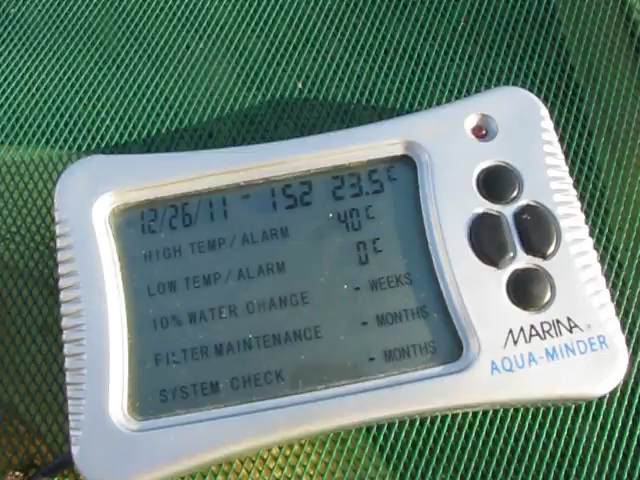 12/26/11 - 152 23.5°C
HIGH TEMP/ALARM 40°C
LOW TEMP/ALARM 0°C
10% WATER CHANGE - WEEKS
FILTER MAINTENANCE - MONTHS
SYSTEM CHECK - MONTHS
MARINA®
AQUA-MINDER